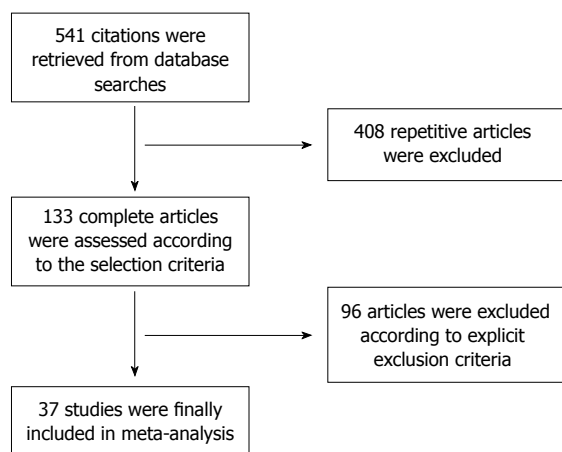 541 citations were
retrieved from database
searches
408 repetitive articles
were excluded
133 complete articles
were assessed according
to the selection criteria
96 articles were excluded
according to explicit
exclusion criteria
37 studies were finally
included in meta-analysis